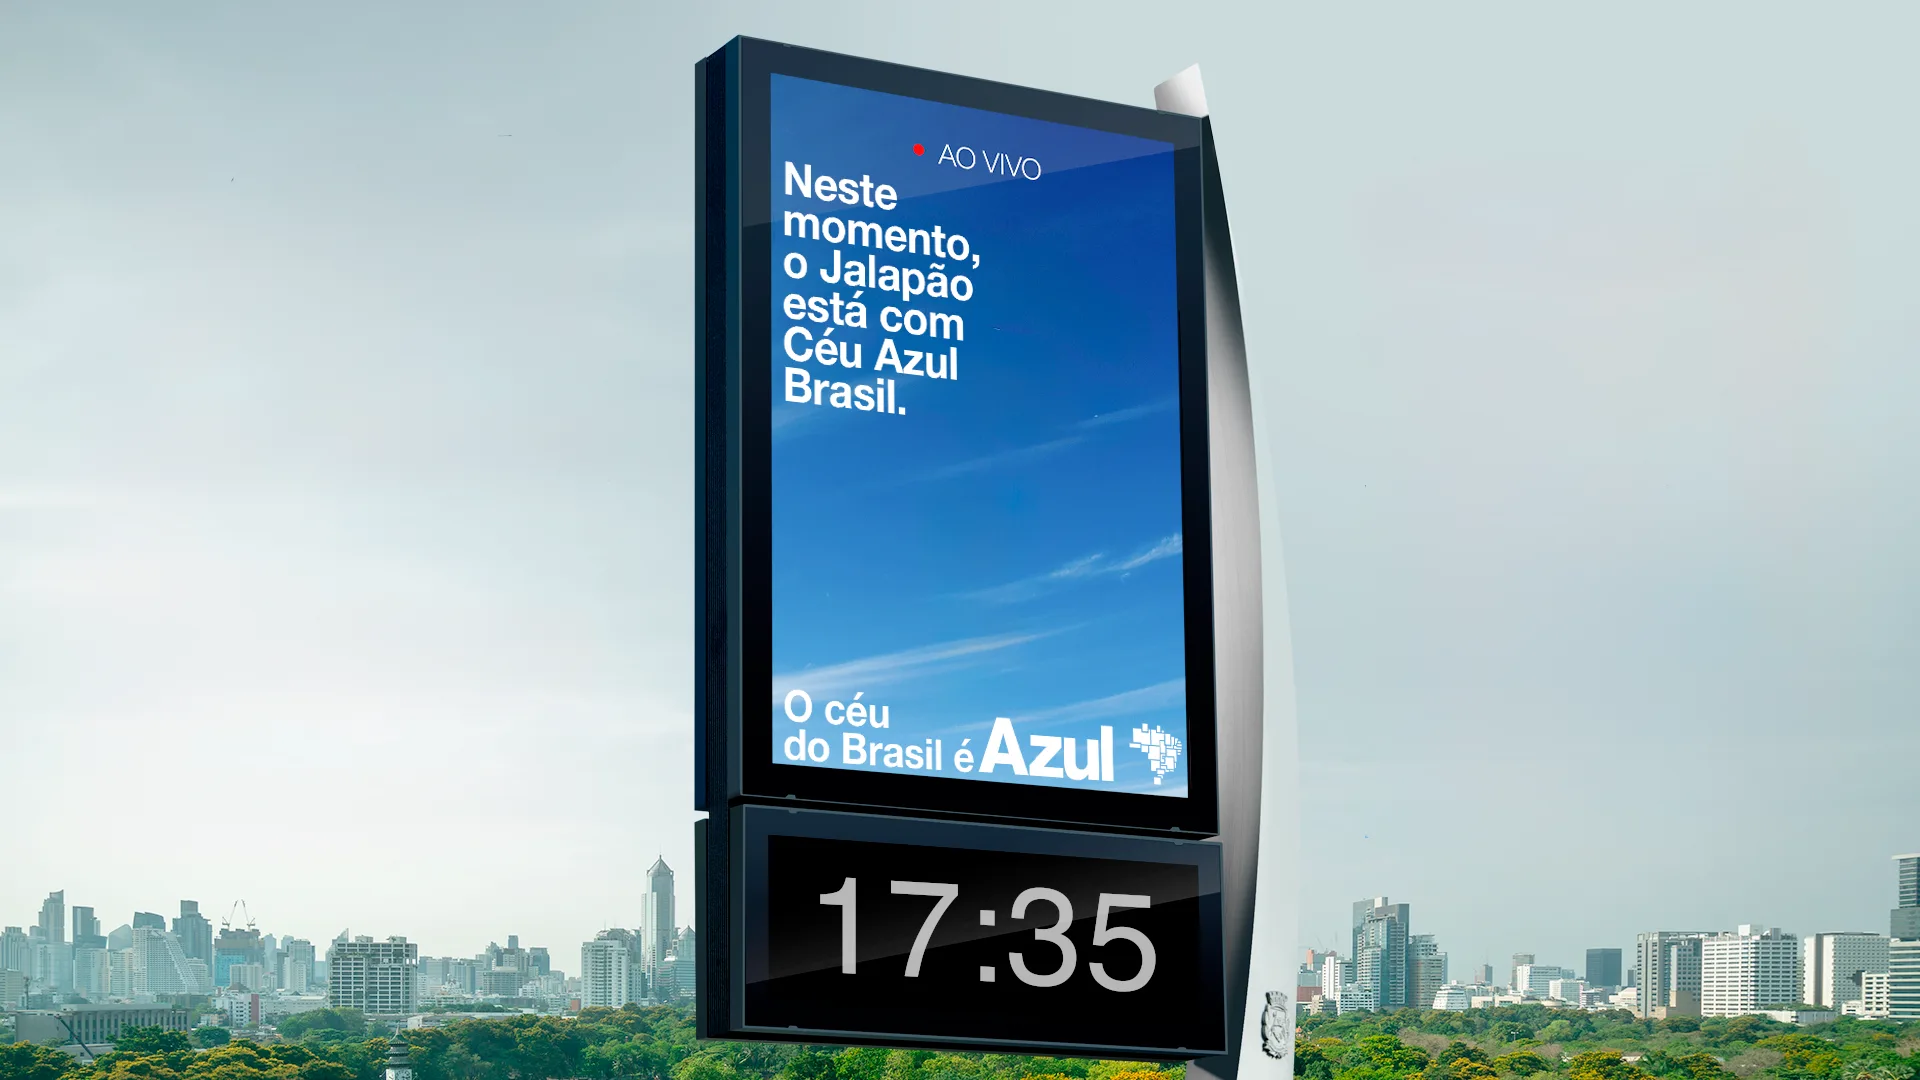 AO VIVO
Neste
momento,
o Jalapão
está com
Céu Azul
Brasil.
O céu
do Brasil é Azul
17:35